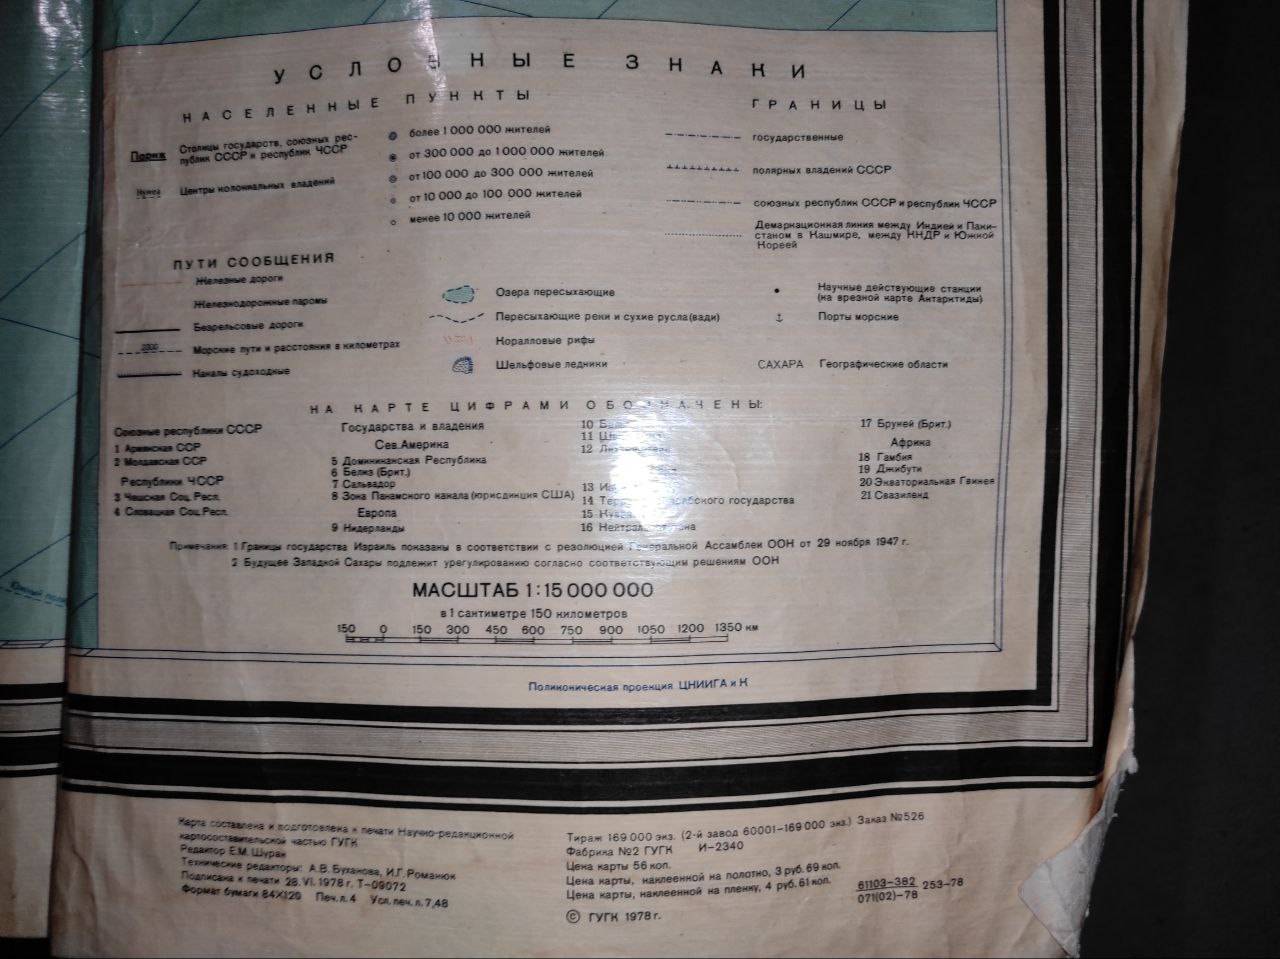 УСЛОВНЫЕ ЗНАКИ
НАСЕЛЕННЫЕ ПУНКТЫ
Париж
Столицы государств, союзных рес-
публик СССР и республик ЧССР
Нумеа
Центры колониальных владений
более 1 000 000 жителей
от 300 000 до 1 000 000 жителей
от 100 000 до 300 000 жителей
от 10 000 до 100 000 жителей
менее 10 000 жителей
ГРАНИЦЫ
государственные
полярных владений СССР
союзных республик СССР и республик ЧССР
Демаркационная линия между Индией и Паки-
станом в Кашмире, между КНДР и Южной
Кореей
ПУТИ СООБЩЕНИЯ
Железные дороги
Железнодорожные паромы
Безрельсовые дороги
Морские пути и расстояния в километрах
Каналы судоходные
Озера пересыхающие
Пересыхающие реки и сухие русла(вади)
Коралловые рифы
Шельфовые ледники
Научные действующие станции
(на врезной карте Антарктиды)
Порты морские
САХАРА Географические области
НА КАРТЕ ЦИФРАМИ ОБОЗНАЧЕНЫ:
Союзные республики СССР
1 Армянская ССР
2 Молдавская ССР
Республики ЧССР
3 Чешская Соц. Респ.
4 Словацкая Соц. Респ.
Государства и владения
Сев. Америка
5 Доминиканская Республика
6 Белиз (Брит.)
7 Сальвадор
8 Зона Панамского канала (юрисдикция США)
Европа
9 Нидерланды
10
11
12
13
14
государства
15
16
17 Бруней (Брит.)
Африка
18 Гамбия
19 Джибути
20 Экваториальная Гвинея
21 Свазиленд
Примечания: 1 Границы государства Израиль показаны в соответствии с резолюцией Генеральной Ассамблеи ООН от 29 ноября 1947 г.
2 Будущее Западной Сахары подлежит урегулированию согласно соответствующим решениям ООН
МАСШТАБ 1:15 000 000
в 1 сантиметре 150 километров
150 0 150 300 450 600 750 900 1050 1200 1350 км
Поликоническая проекция ЦНИИГА и К
Карта составлена и подготовлена к печати Научно-редакционной
картосоставительской частью ГУГК
Редактор Е.М. Шурак
Технические редакторы: А.В. Буханова, И.Г. Романюк
Подписана к печати 28.VI.1978 г. Т-09072
Формат бумаги 84X120 Печ.л. 4 Усл.печ.л. 7,48
Тираж 169 000 экз. (2-й завод 60001-169 000 экз.) Заказ №526
Фабрика №2 ГУГК И-2340
Цена карты 56 коп.
Цена карты, наклеенной на полотно, 3 руб. 69 коп.
Цена карты, наклеенной на пленку, 4 руб. 61 коп.
61103-382
071(02)-78
253-78
© ГУГК 1978 г.